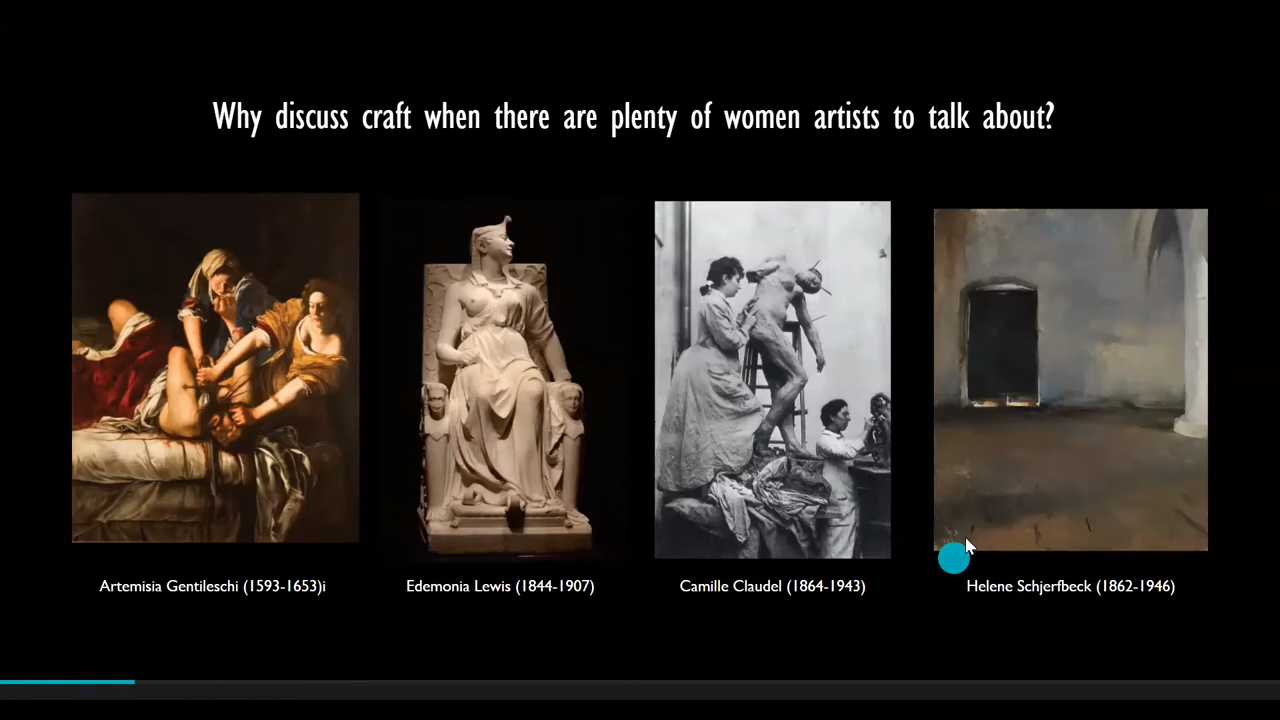 Why discuss craft when there are plenty of women artists to talk about?
Artemisia Gentileschi (1593-1653)i
Edemonia Lewis (1844-1907)
Camille Claudel (1864-1943)
Helene Schjerfbeck (1862-1946)